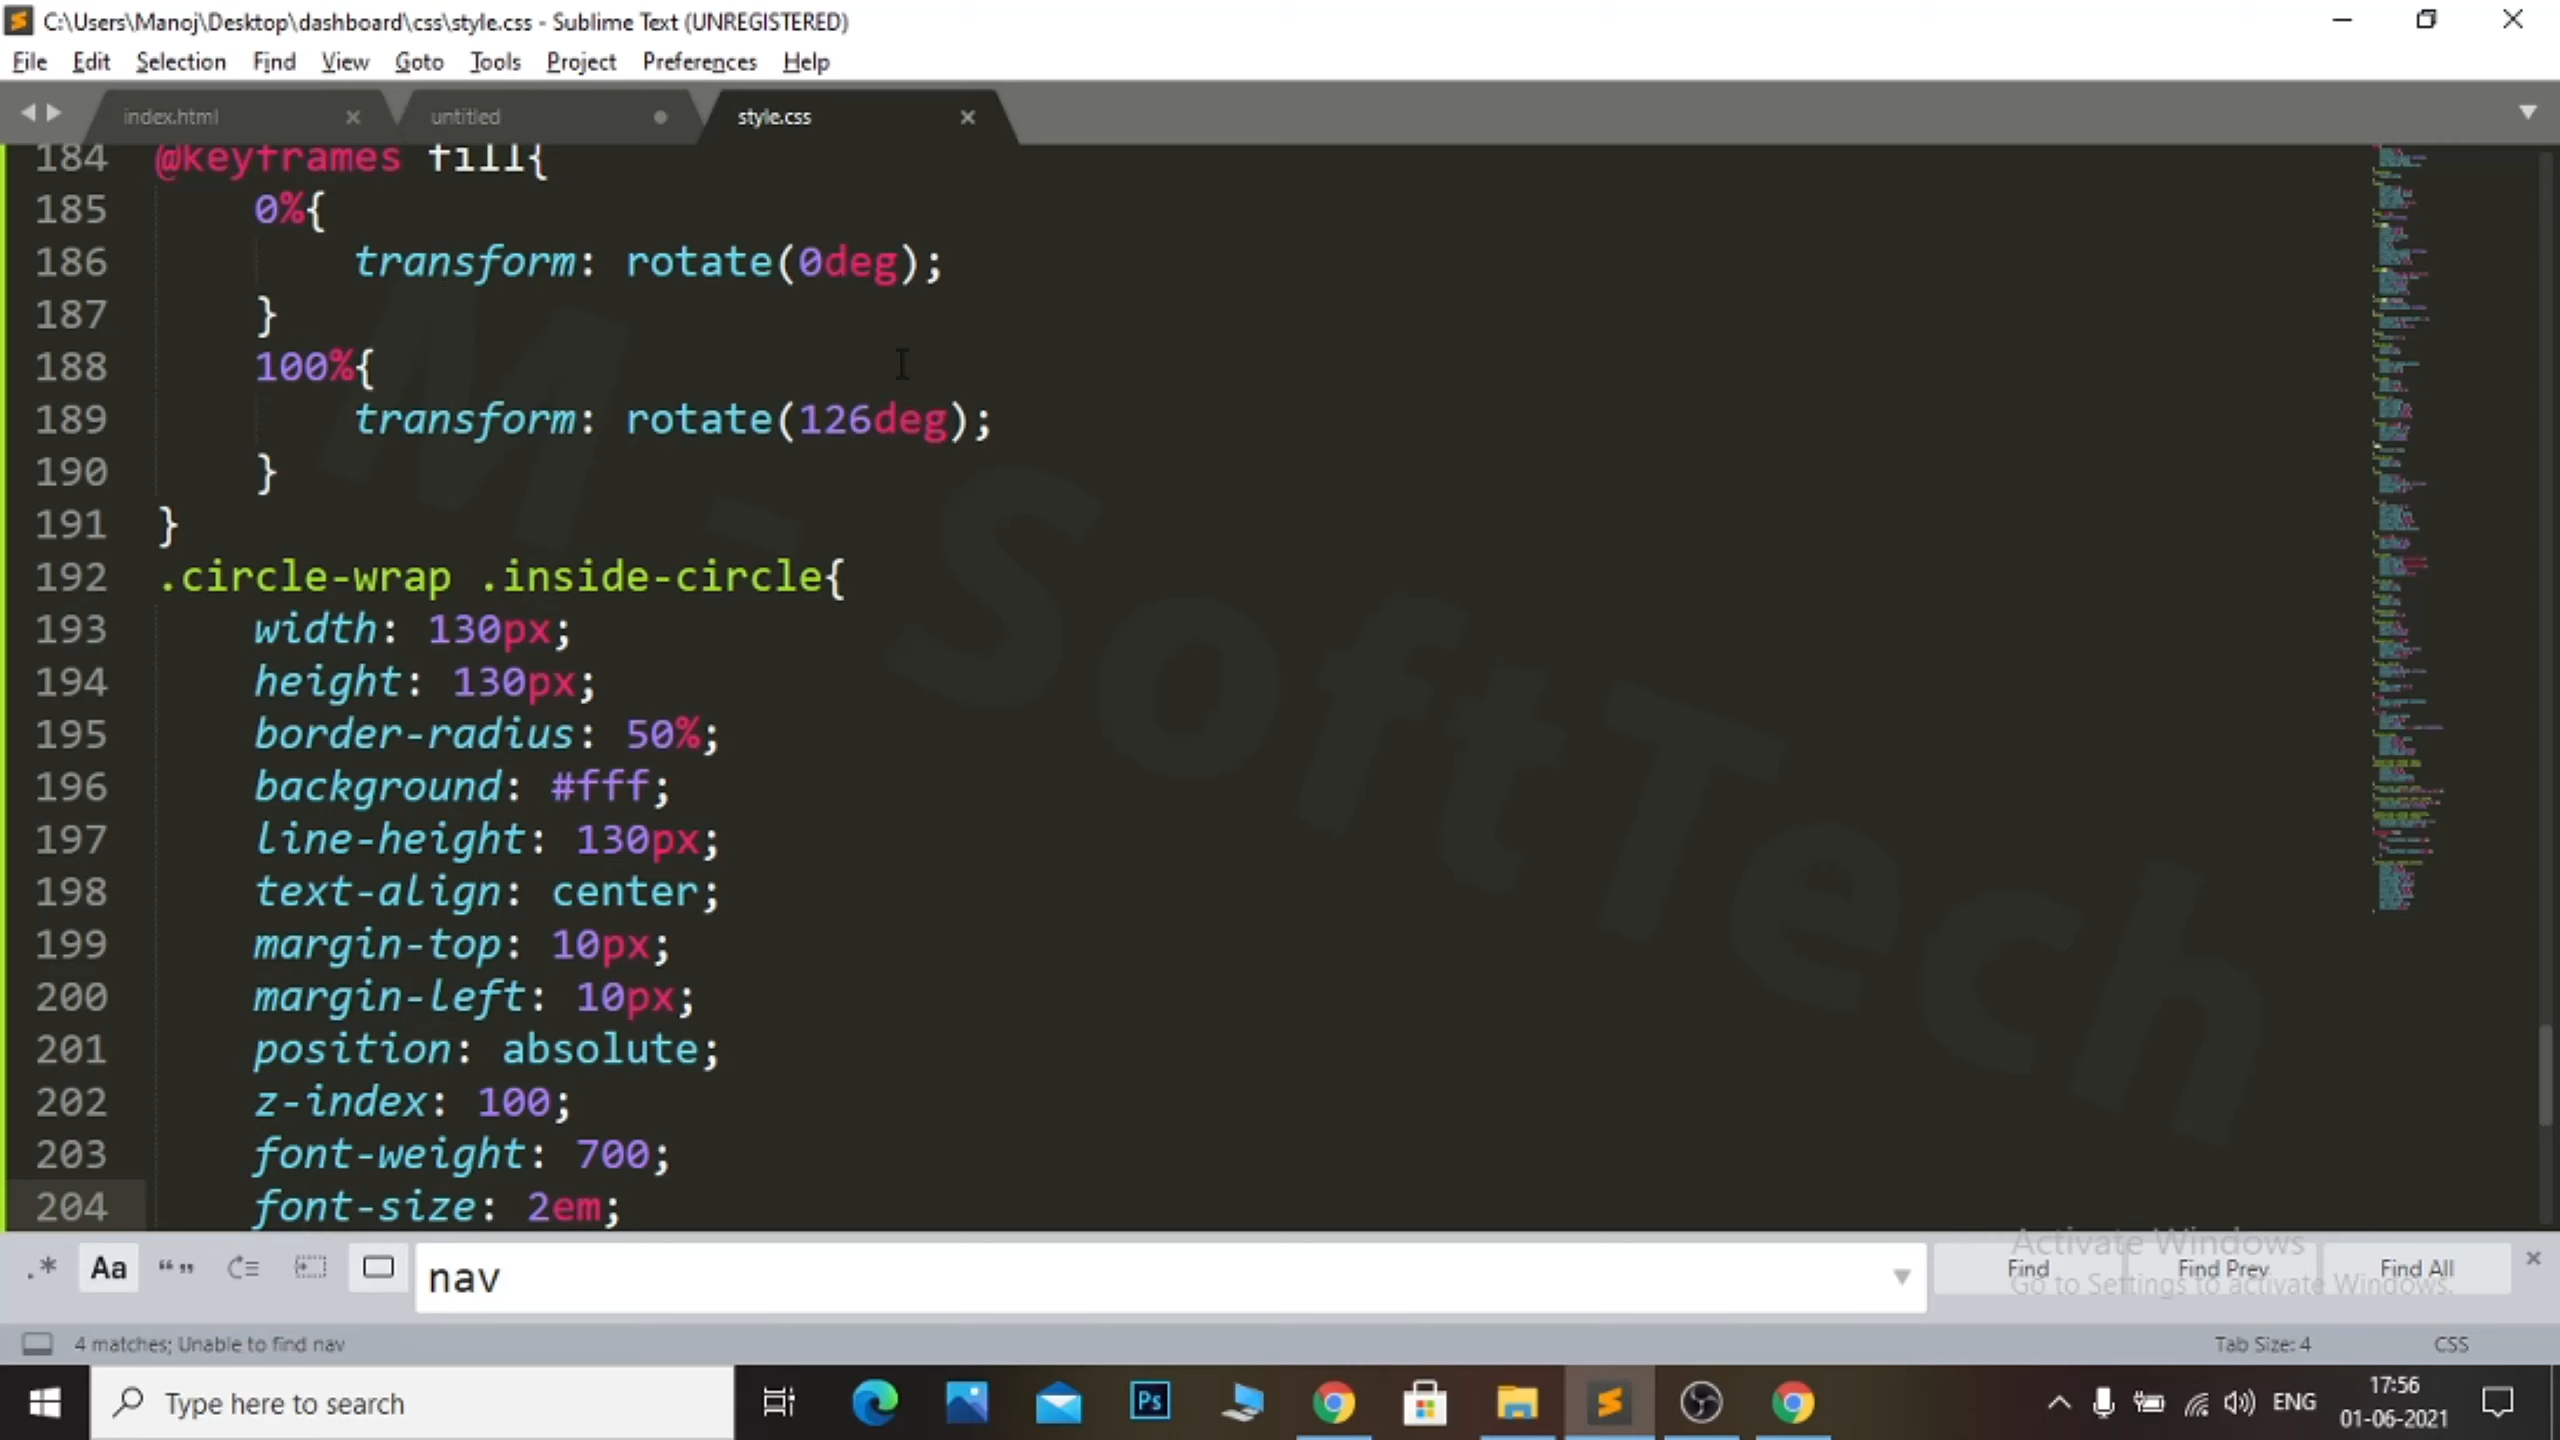 C:\Users\Manoj\Desktop\dashboard\css\style.css - Sublime Text (UNREGISTERED)
File Edit Selection Find View Goto Tools Project Preferences Help
index.html untitled style.css
184 @keyframes fill{
185 0%{
186 transform: rotate(0deg);
187 }
188 100%{
189 transform: rotate(126deg);
190 }
191 }
192 .circle-wrap .inside-circle{
193 width: 130px;
194 height: 130px;
195 border-radius: 50%;
196 background: #fff;
197 line-height: 130px;
198 text-align: center;
199 margin-top: 10px;
200 margin-left: 10px;
201 position: absolute;
202 z-index: 100;
203 font-weight: 700;
204 font-size: 2em;
M - SoftTech
Activate Windows
Go to Settings to activate Windows.
.* Aa “” nav Find Find Prev Find All
4 matches; Unable to find nav Tab Size: 4 CSS
Type here to search Ps ENG 17:56
01-06-2021